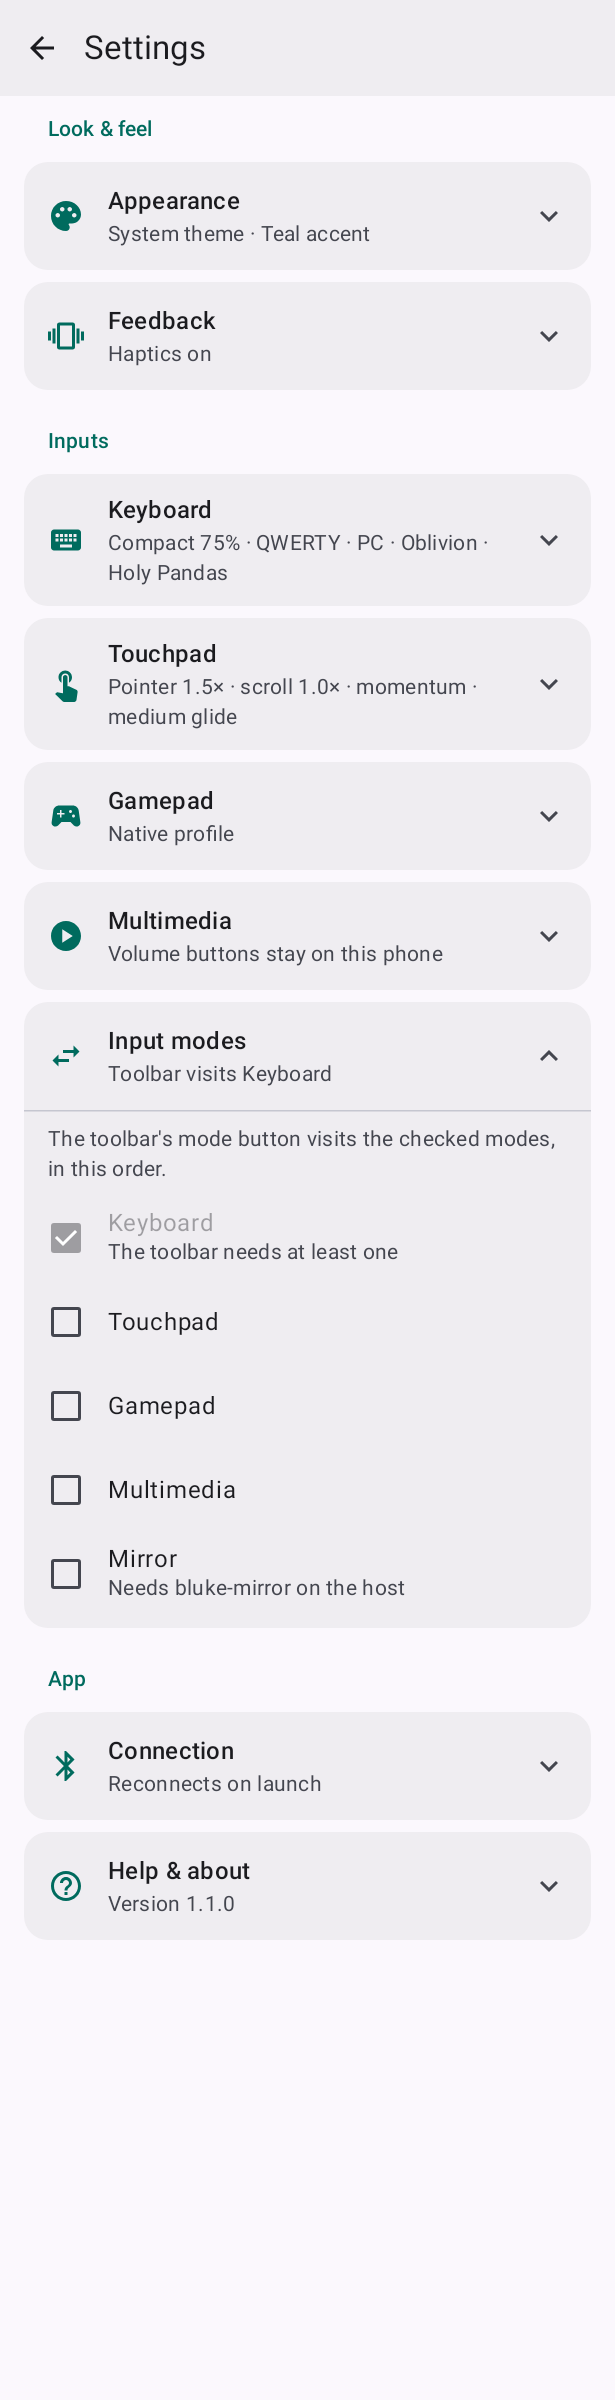 Settings
Look & feel
Appearance
System theme · Teal accent
Feedback
Haptics on
Inputs
Keyboard
Compact 75% · QWERTY · PC · Oblivion ·
Holy Pandas
Touchpad
Pointer 1.5× · scroll 1.0× · momentum ·
medium glide
Gamepad
Native profile
Multimedia
Volume buttons stay on this phone
Input modes
Toolbar visits Keyboard
The toolbar's mode button visits the checked modes,
in this order.
Keyboard
The toolbar needs at least one
Touchpad
Gamepad
Multimedia
Mirror
Needs bluke-mirror on the host
App
Connection
Reconnects on launch
Help & about
Version 1.1.0